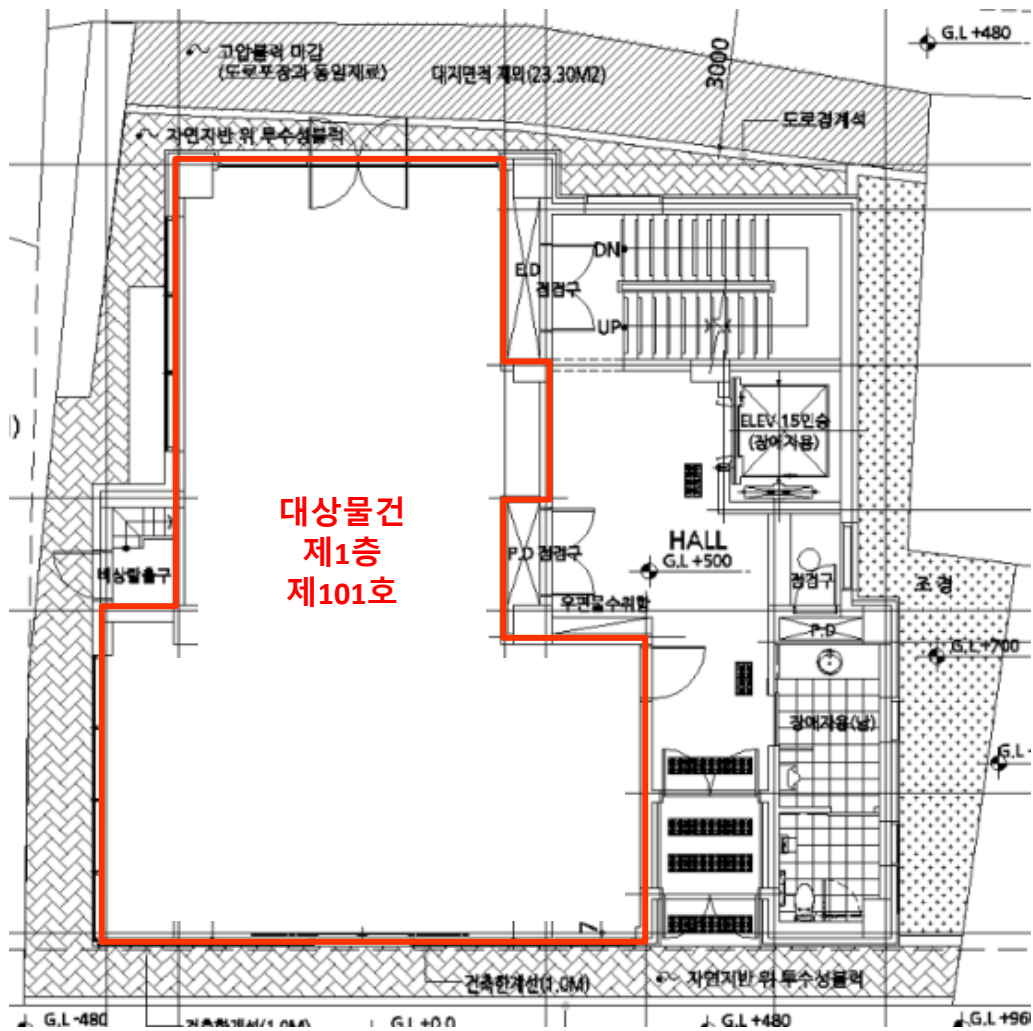 고압블럭 마감
(도로포장과 동일재료)
대지면적 제외(23.30M2)
3000
G.L +480
도로경계석
자연지반 위 투수성블럭
DN
E.D
점검구
UP
ELEV.15인승
(장애자용)
대상물건
제1층
제101호
HALL
G.L +500
P.D 점검구
비상탈출구
우편물수취함
점검구
조 경
P.D
G.L +700
장애자용(남)
G.L -
7
건축한계선(1.0M)
자연지반 위 투수성블럭
G.L -480
건축한계선(1.0M)
G.L +0.0
G.L +480
G.L +960